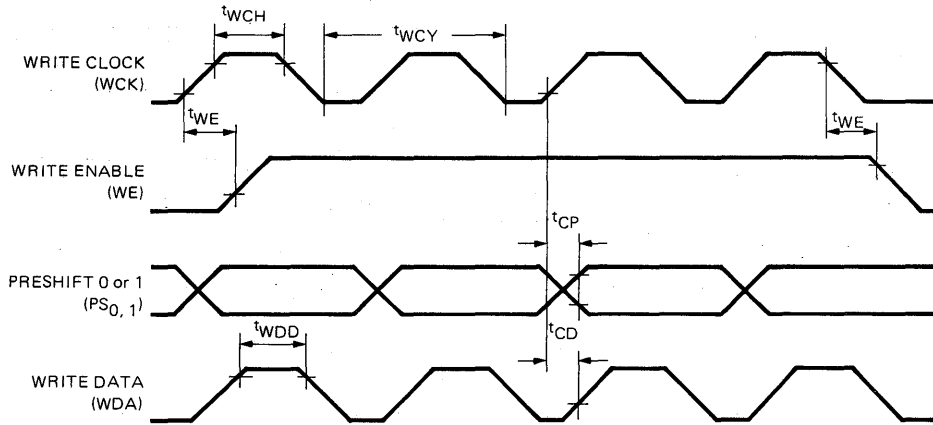 tWCH
tWCY
WRITE CLOCK
(WCK)
tWE
tWE
WRITE ENABLE
(WE)
tCP
PRESHIFT 0 or 1
(PS0, 1)
tWDD
tCD
WRITE DATA
(WDA)